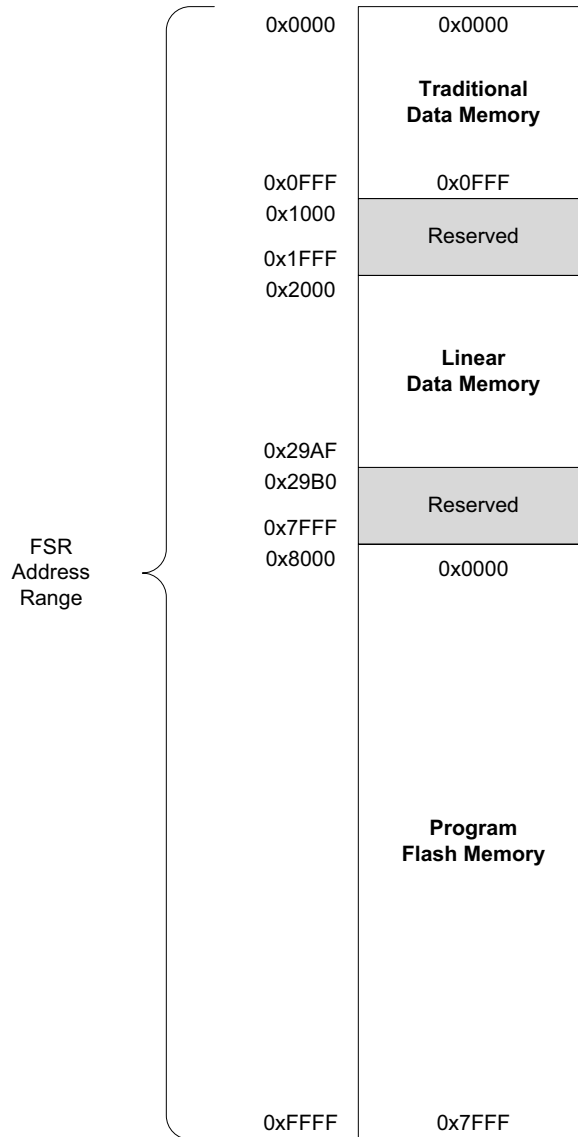 0x0000 0x0000
Traditional
Data Memory
0x0FFF 0x0FFF
0x1000
Reserved
0x1FFF
0x2000
Linear
Data Memory
0x29AF
0x29B0
Reserved
0x7FFF
0x8000 0x0000
FSR
Address
Range
Program
Flash Memory
0xFFFF 0x7FFF